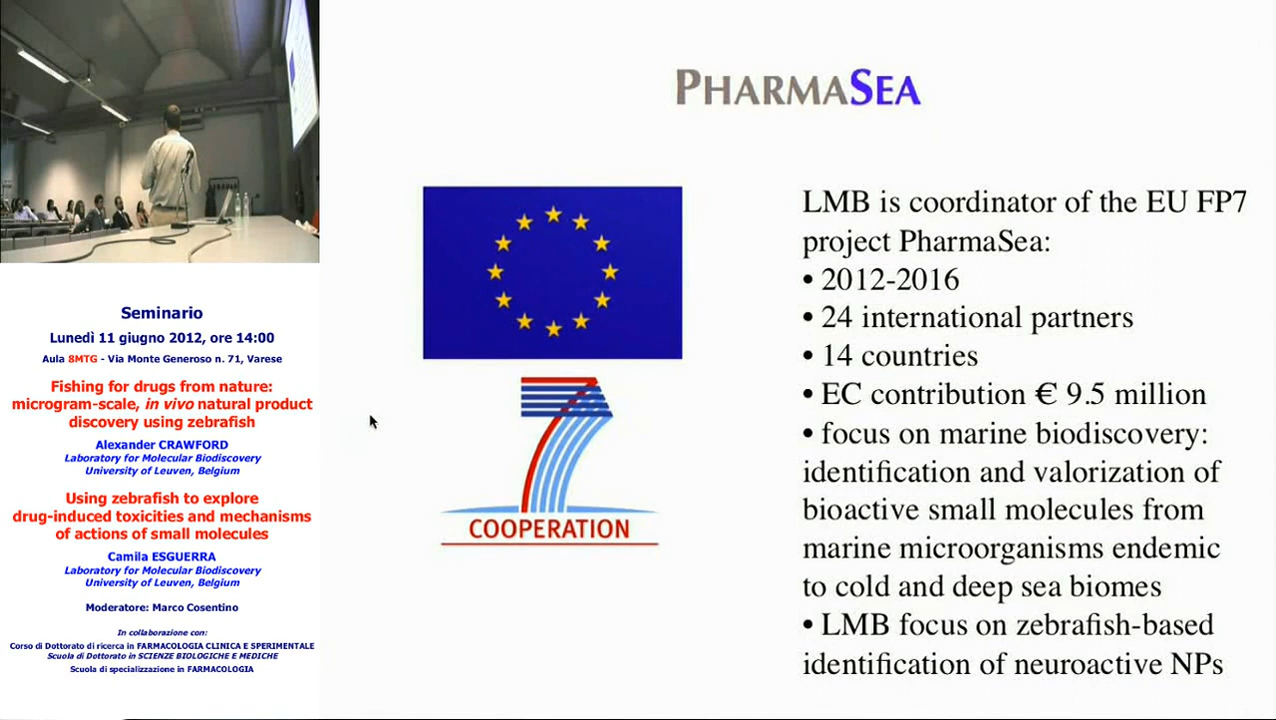 Seminario
Lunedì 11 giugno 2012, ore 14:00
Aula 8MTG - Via Monte Generoso n. 71, Varese
Fishing for drugs from nature:
microgram-scale, in vivo natural product
discovery using zebrafish
Alexander CRAWFORD
Laboratory for Molecular Biodiscovery
University of Leuven, Belgium
Using zebrafish to explore
drug-induced toxicities and mechanisms
of actions of small molecules
Camila ESGUERRA
Laboratory for Molecular Biodiscovery
University of Leuven, Belgium
Moderatore: Marco Cosentino
In collaborazione con:
Corso di Dottorato di ricerca in FARMACOLOGIA CLINICA E SPERIMENTALE
Scuola di Dottorato in SCIENZE BIOLOGICHE E MEDICHE
Scuola di specializzazione in FARMACOLOGIA
PHARMASEA
COOPERATION
LMB is coordinator of the EU FP7
project PharmaSea:
• 2012-2016
• 24 international partners
• 14 countries
• EC contribution € 9.5 million
• focus on marine biodiscovery:
identification and valorization of
bioactive small molecules from
marine microorganisms endemic
to cold and deep sea biomes
• LMB focus on zebrafish-based
identification of neuroactive NPs